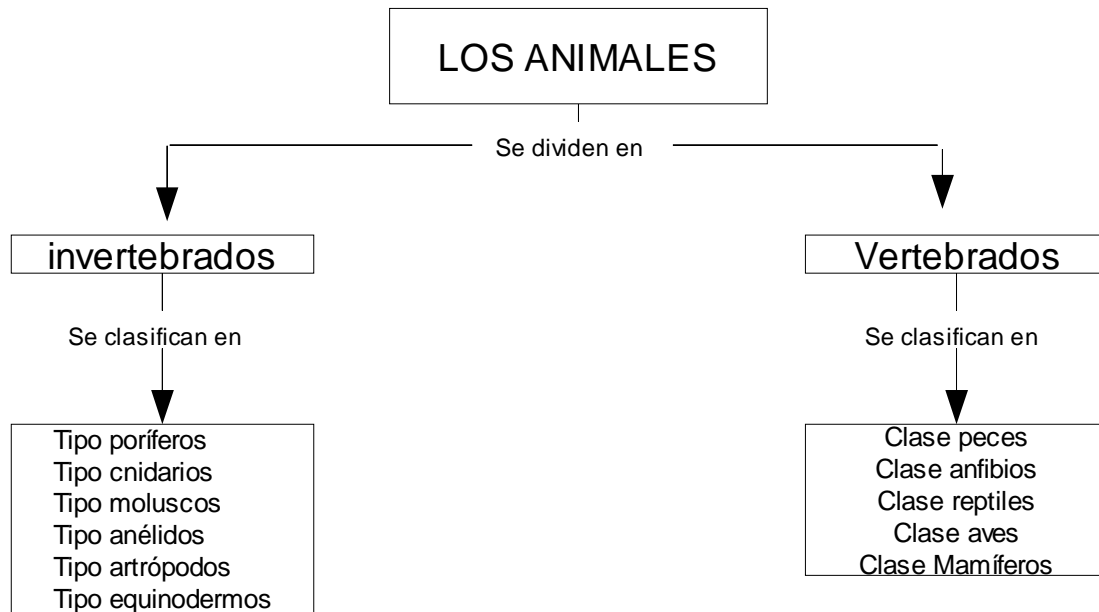 LOS ANIMALES
Se dividen en
invertebrados
Vertebrados
Se clasifican en
Se clasifican en
Tipo poríferos
Tipo cnidarios
Tipo moluscos
Tipo anélidos
Tipo artrópodos
Tipo equinodermos
Clase peces
Clase anfibios
Clase reptiles
Clase aves
Clase Mamíferos